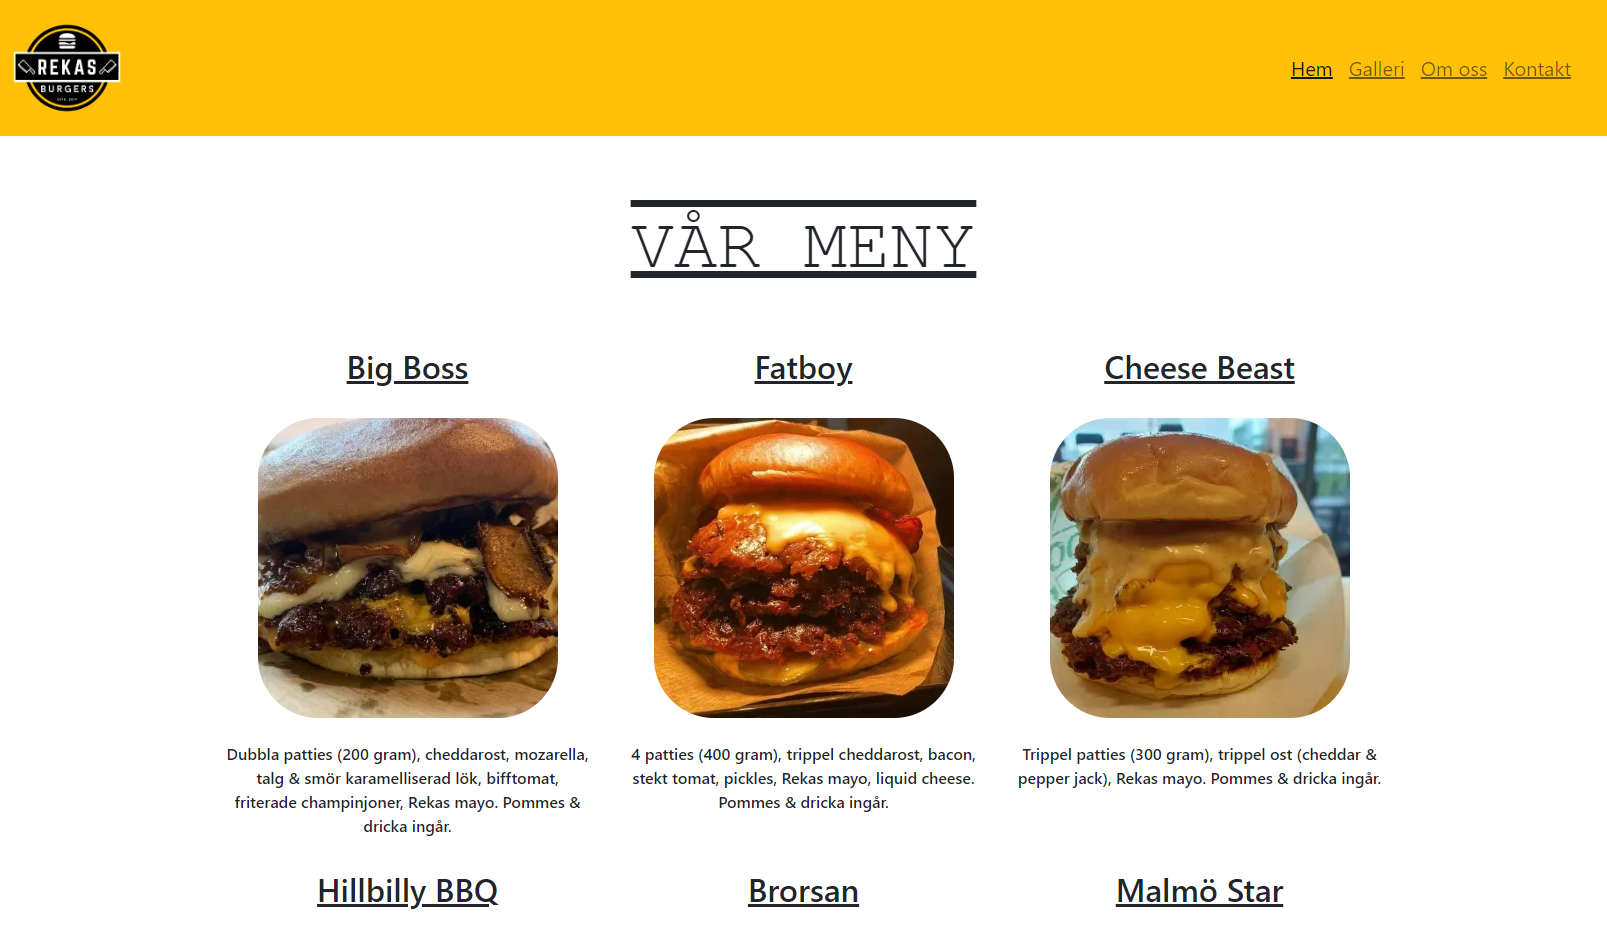 REKAS
BURGERS
Hem Galleri Om oss Kontakt
VÅR MENY
Big Boss
Fatboy
Cheese Beast
Dubbla patties (200 gram), cheddarost, mozarella,
talg & smör karamelliserad lök, bifftomat,
friterade champinjoner, Rekas mayo. Pommes &
dricka ingår.
4 patties (400 gram), trippel cheddarost, bacon,
stekt tomat, pickles, Rekas mayo, liquid cheese.
Pommes & dricka ingår.
Trippel patties (300 gram), trippel ost (cheddar &
pepper jack), Rekas mayo. Pommes & dricka ingår.
Hillbilly BBQ
Brorsan
Malmö Star